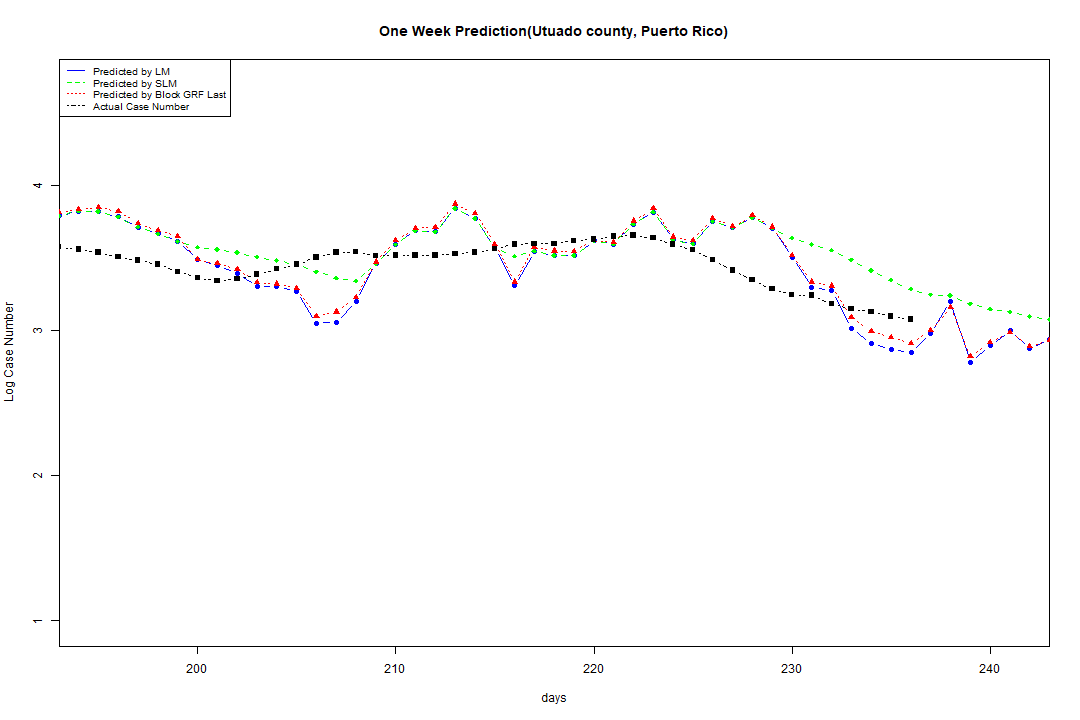 One Week Prediction(Utuado county, Puerto Rico)
Predicted by LM
Predicted by SLM
Predicted by Block GRF Last
Actual Case Number
Log Case Number
4
3
2
1
200 210 220 230 240
days